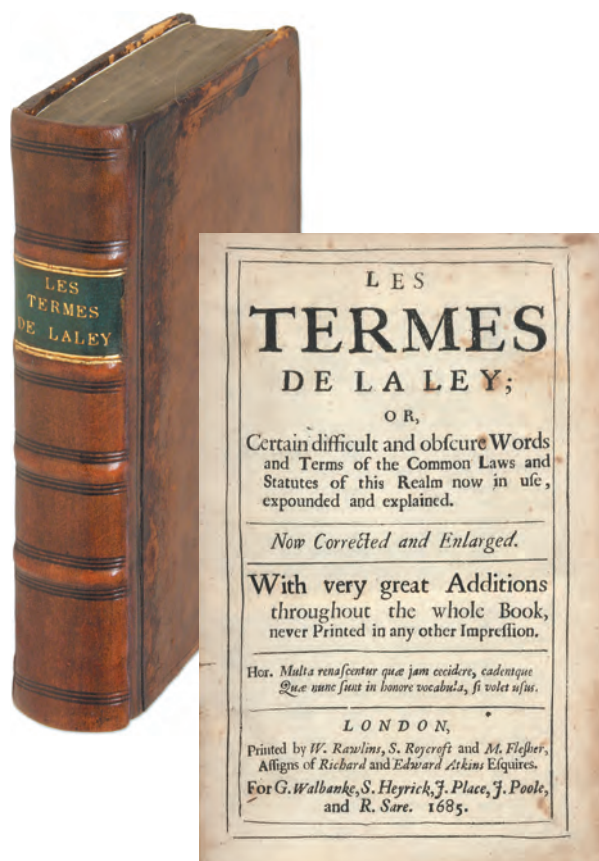 LES
TERMES
DE LALEY
LES
TERMES
DE LA LEY;
OR,
Certain difficult and obſcure Words
and Terms of the Common Laws and
Statutes of this Realm now in uſe,
expounded and explained.
Now Corrected and Enlarged.
With very great Additions
throughout the whole Book,
never Printed in any other Impreſſion.
Hor. Multa renaſcentur quæ jam cecidere, cadentque
Quæ nunc ſunt in honore vocabula, ſi volet uſus.
LONDON,
Printed by W. Rawlins, S. Roycroft and M. Fleſher,
Aſſigns of Richard and Edward Atkins Eſquires.
For G. Walbanke, S. Heyrick, J. Place, J. Poole,
and R. Sare. 1685.